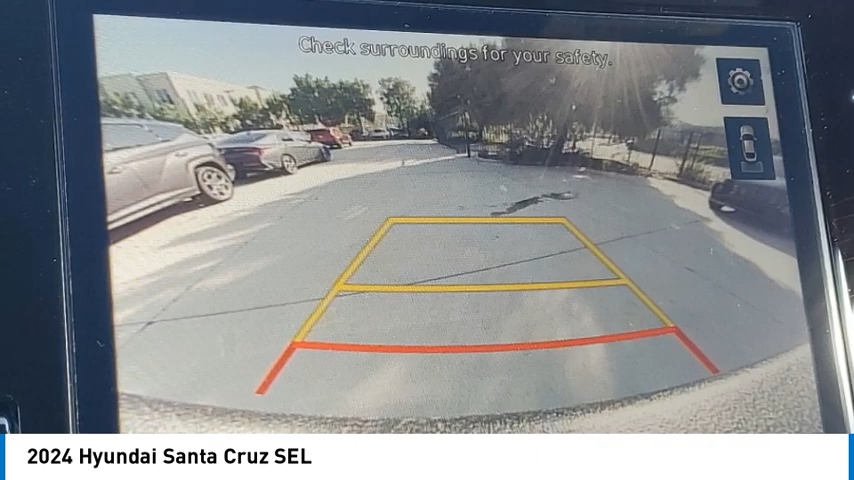 Check surroundings for your safety.
2024 Hyundai Santa Cruz SEL